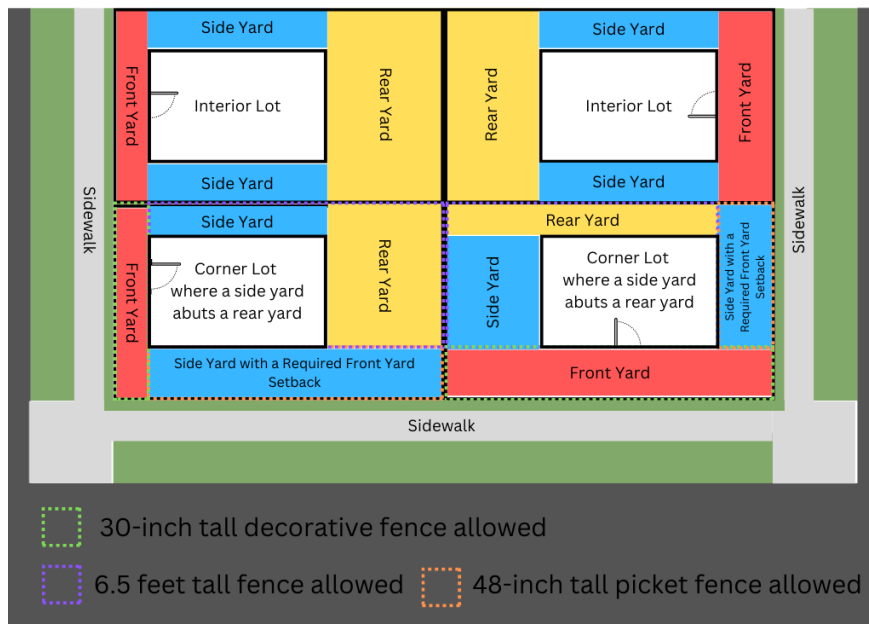 Side Yard
Side Yard
Front Yard
Interior Lot
Rear Yard
Rear Yard
Interior Lot
Front Yard
Side Yard
Side Yard
Sidewalk
Sidewalk
Side Yard
Rear Yard
Front Yard
Corner Lot
where a side yard
abuts a rear yard
Rear Yard
Side Yard
Corner Lot
where a side yard
abuts a rear yard
Side Yard with a
Required Front Yard
Setback
Side Yard with a Required Front Yard
Setback
Front Yard
Sidewalk
30-inch tall decorative fence allowed
6.5 feet tall fence allowed
48-inch tall picket fence allowed